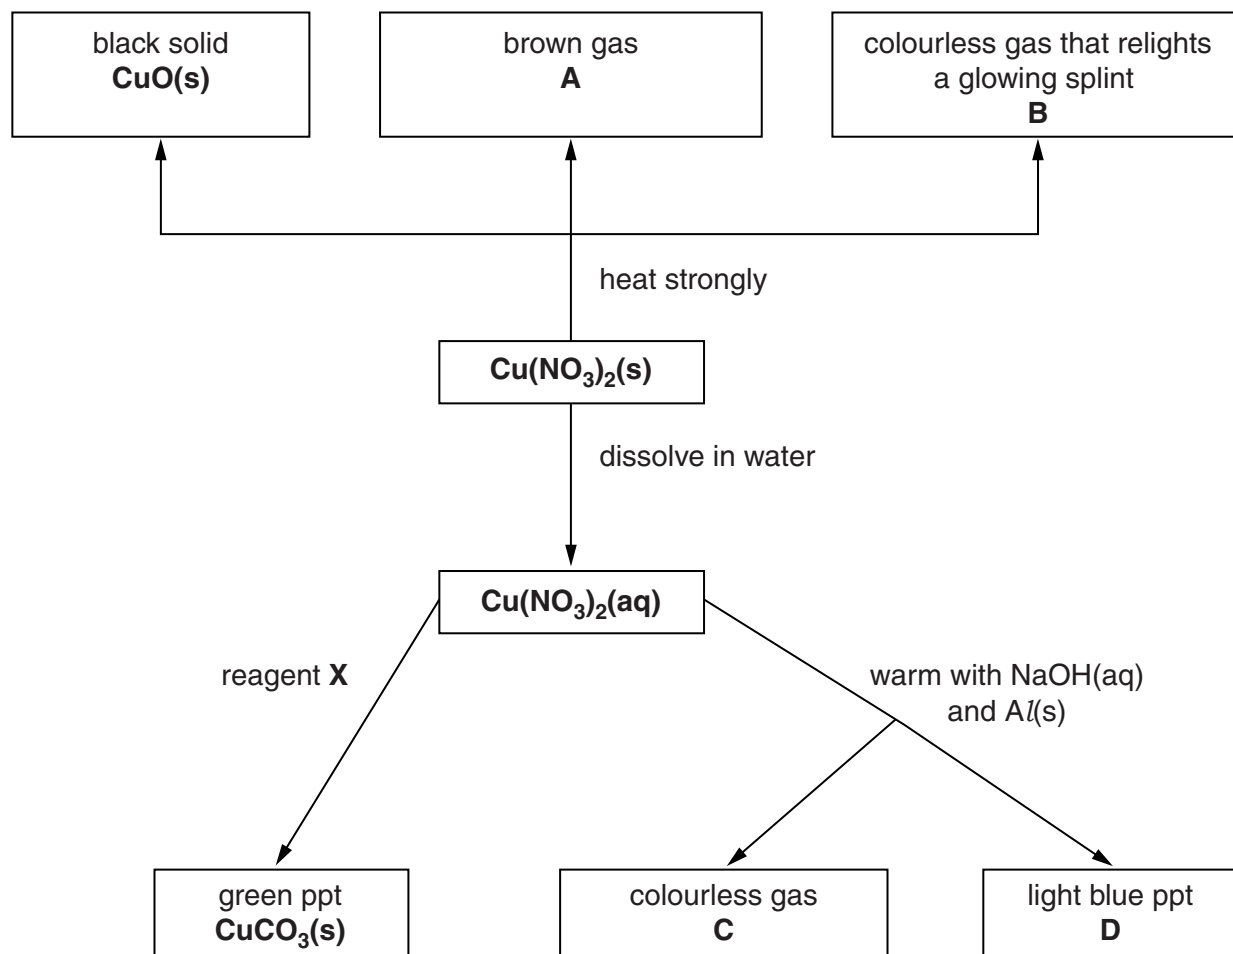 black solid
CuO(s)
brown gas
A
colourless gas that relights
a glowing splint
B
heat strongly
Cu(NO₃)₂(s)
dissolve in water
Cu(NO₃)₂(aq)
reagent X
warm with NaOH(aq)
and Al(s)
green ppt
CuCO₃(s)
colourless gas
C
light blue ppt
D